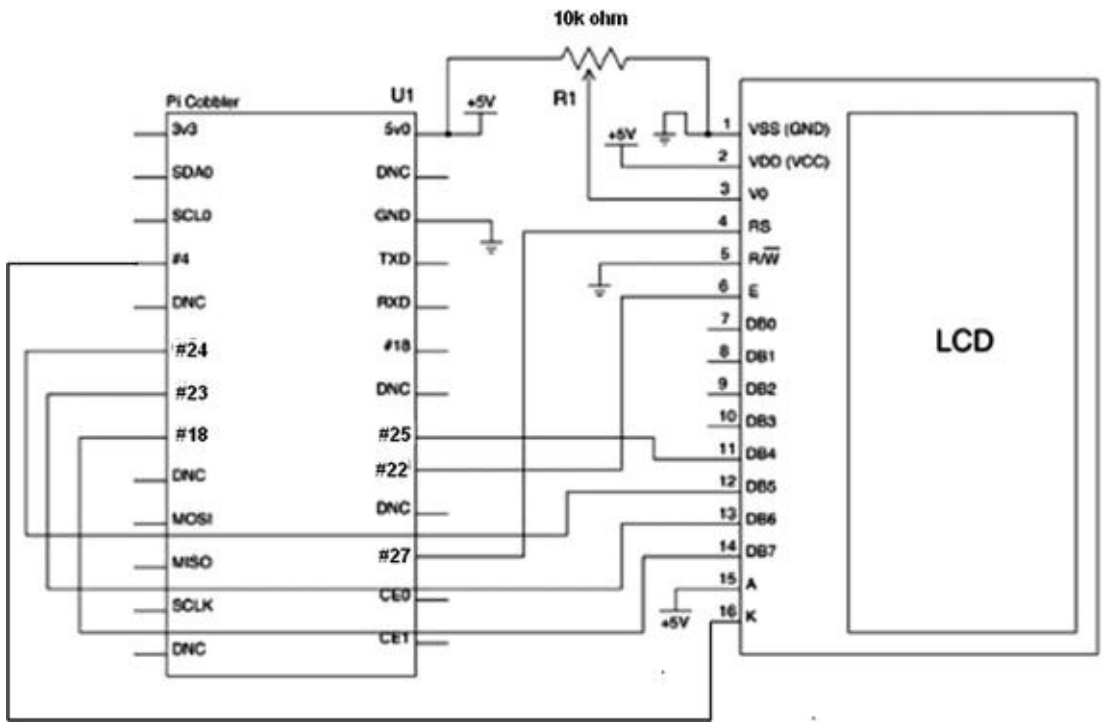 10k ohm
R1
Pi Cobbler
U1
+5V
3v3
SDA0
SCL0
#4
DNC
#24
#23
#18
DNC
MOSI
MISO
SCLK
DNC
5v0
DNC
GND
TXD
RXD
#18
DNC
#25
#22
DNC
#27
CE0
CE1
+5V
+5V
1 VSS (GND)
2 VDD (VCC)
3 V0
4 RS
5 R/W
6 E
7 DB0
8 DB1
9 DB2
10 DB3
11 DB4
12 DB5
13 DB6
14 DB7
15 A
16 K
LCD